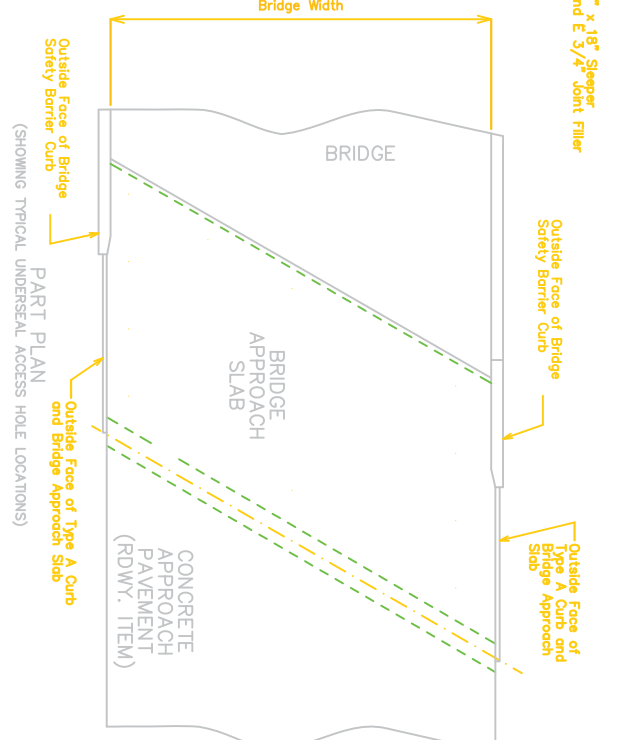 Bridge Width
" x 18" Sleeper
nd E 3/4" Joint Filler
Outside Face of Bridge
Safety Barrier Curb
BRIDGE
Outside Face of Bridge
Safety Barrier Curb
BRIDGE
APPROACH
SLAB
PART PLAN
(SHOWING TYPICAL UNDERSEAL ACCESS HOLE LOCATIONS)
Outside Face of Type A Curb
and Bridge Approach Slab
CONCRETE
APPROACH
PAVEMENT
(RDWY. ITEM)
Outside Face of
Type A Curb and
Bridge Approach
Slab